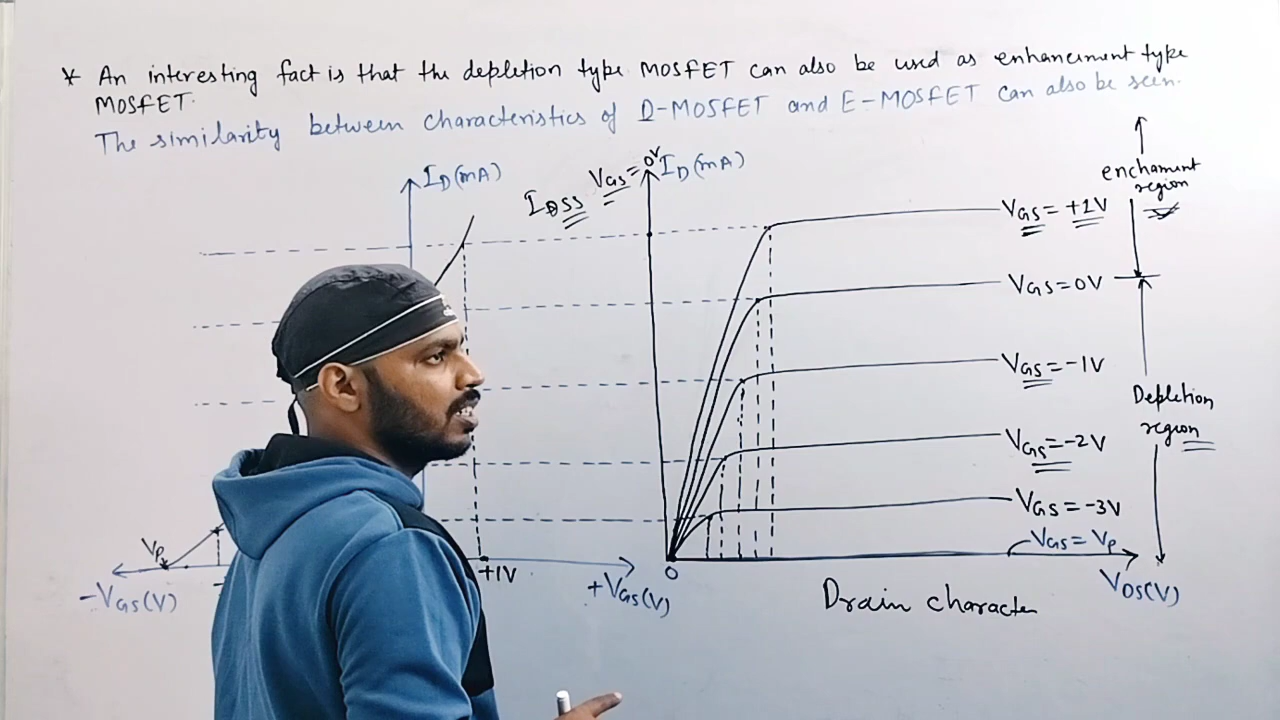 * An interesting fact is that the depletion type MOSFET can also be used as enhancement type
MOSFET.
The similarity between characteristics of D-MOSFET and E-MOSFET can also be seen.
ID(mA)
IDSS
VGS=0V
ID(mA)
enchament
region
VGS=+1V
VGS=0V
VGS=-1V
Depletion
region
VGS=-2V
VGS=-3V
VGS=VP
VP
-VGS(V)
+1V
+VGS(V)
0
VDS(V)
Drain character